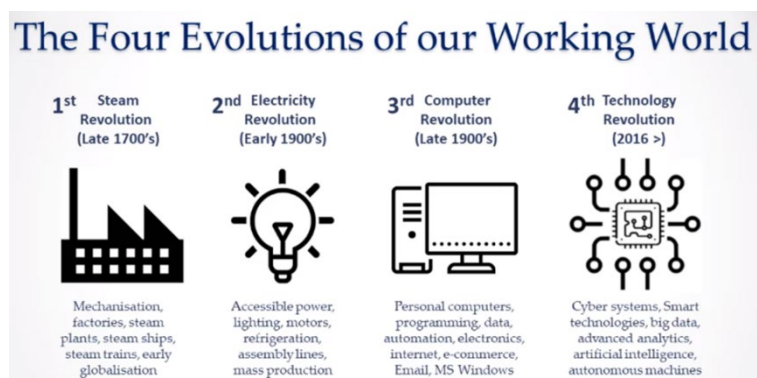 The Four Evolutions of our Working World
1st Steam
Revolution
(Late 1700's)
Mechanisation,
factories, steam
plants, steam ships,
steam trains, early
globalisation
2nd Electricity
Revolution
(Early 1900's)
Accessible power,
lighting, motors,
refrigeration,
assembly lines,
mass production
3rd Computer
Revolution
(Late 1900's)
Personal computers,
programming, data,
automation, electronics,
internet, e-commerce,
Email, MS Windows
4th Technology
Revolution
(2016 >)
Cyber systems, Smart
technologies, big data,
advanced analytics,
artificial intelligence,
autonomous machines